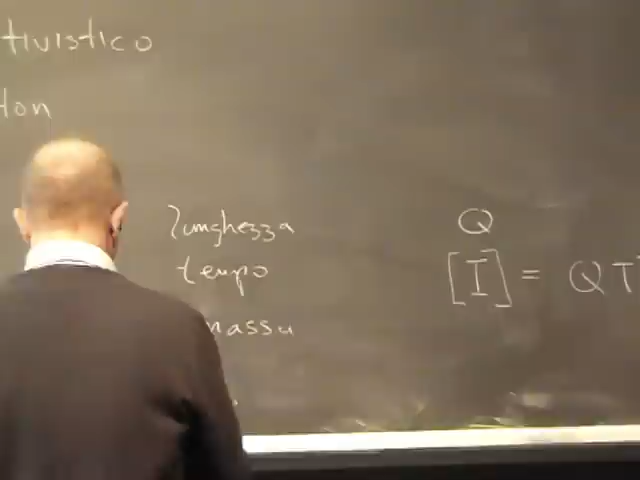 tivistico
ton
lunghezza
tempo
massa
Q
[I] = QT